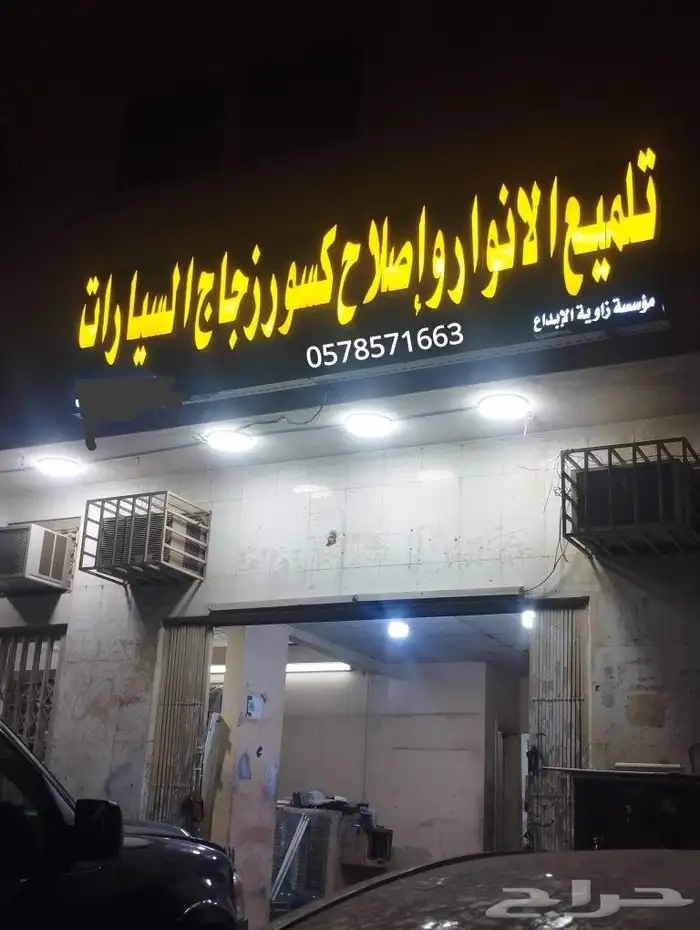 تلميع الانوار وإصلاح كسور زجاج السيارات
مؤسسة زاوية الإبداع
0578571663
حراج